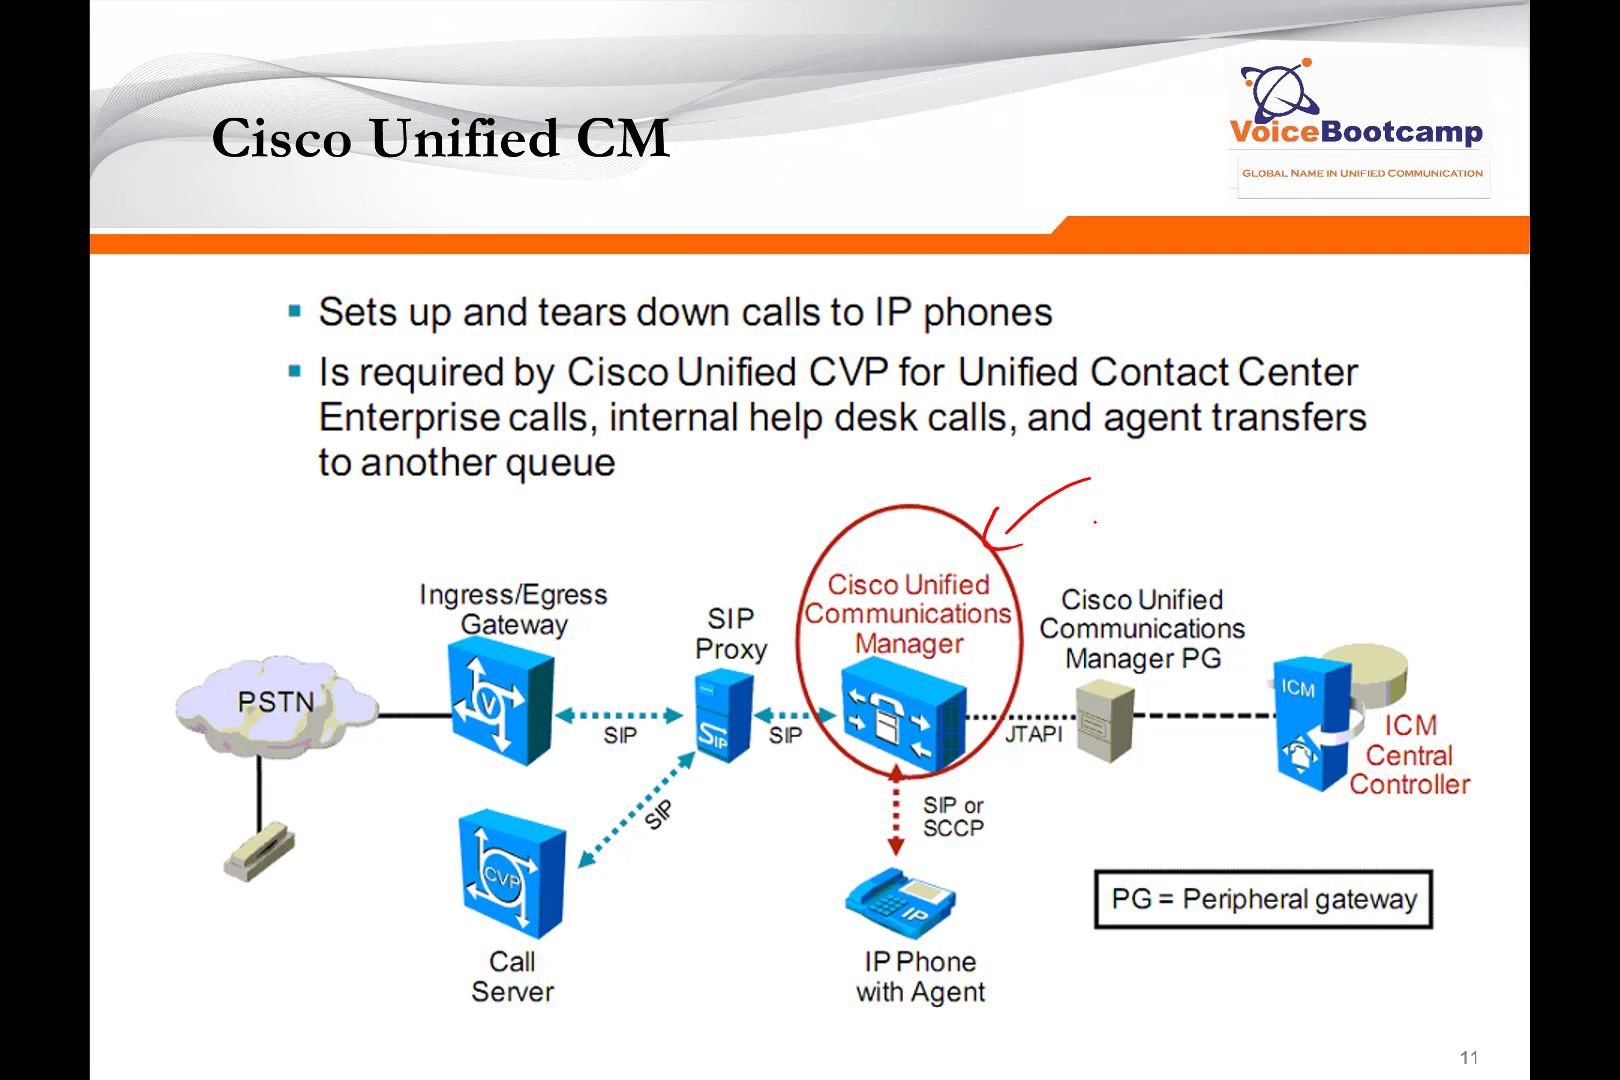 Cisco Unified CM
VoiceBootcamp
GLOBAL NAME IN UNIFIED COMMUNICATION
Sets up and tears down calls to IP phones
Is required by Cisco Unified CVP for Unified Contact Center
Enterprise calls, internal help desk calls, and agent transfers
to another queue
Ingress/Egress
Gateway
SIP
Proxy
Cisco Unified
Communications
Manager
Cisco Unified
Communications
Manager PG
PSTN
V
SIP
SIP
SIP
JTAPI
ICM
ICM
Central
Controller
SIP
SIP or
SCCP
CVP
IP
PG = Peripheral gateway
Call
Server
IP Phone
with Agent
11